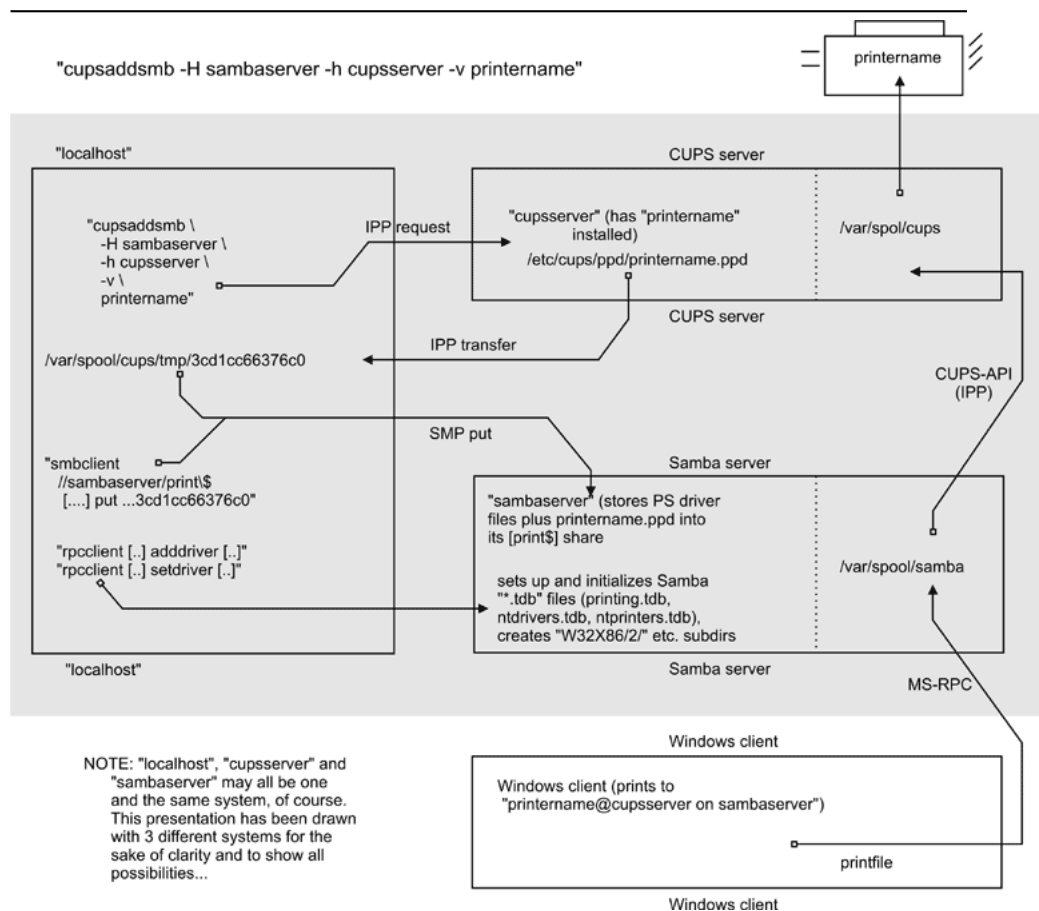 "cupsaddsmb -H sambaserver -h cupsserver -v printername"
printername
"localhost"
CUPS server
"cupsaddsmb \
-H sambaserver \
-h cupsserver \
-v \
printername"
IPP request
"cupsserver" (has "printername"
installed)
/etc/cups/ppd/printername.ppd
/var/spol/cups
CUPS server
IPP transfer
/var/spool/cups/tmp/3cd1cc66376c0
CUPS-API
(IPP)
SMP put
Samba server
"smbclient
//sambaserver/print\$
[....] put ...3cd1cc66376c0"
"rpcclient [..] adddriver [..]"
"rpcclient [..] setdriver [..]"
"sambaserver" (stores PS driver
files plus printername.ppd into
its [print$] share
sets up and initializes Samba
"*.tdb" files (printing.tdb,
ntdrivers.tdb, ntprinters.tdb),
creates "W32X86/2/" etc. subdirs
/var/spool/samba
"localhost"
Samba server
MS-RPC
NOTE: "localhost", "cupsserver" and
"sambaserver" may all be one
and the same system, of course.
This presentation has been drawn
with 3 different systems for the
sake of clarity and to show all
possibilities...
Windows client
Windows client (prints to
"printername@cupsserver on sambaserver")
printfile
Windows client